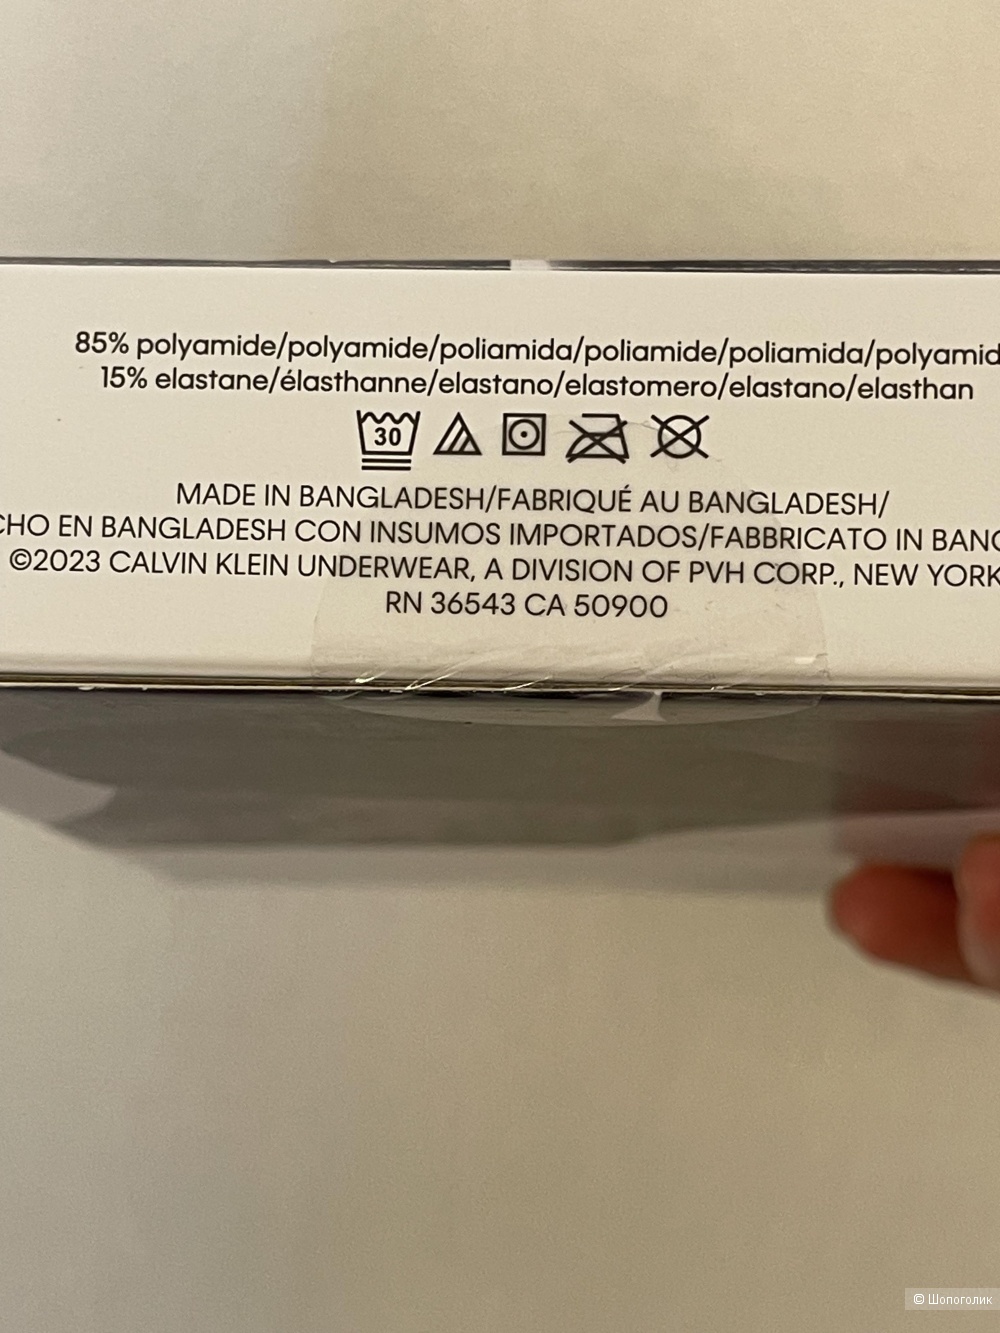 85% polyamide/polyamide/poliamida/poliamide/poliamida/polyamid
15% elastane/élasthanne/elastano/elastomero/elastano/elasthan
30
MADE IN BANGLADESH/FABRIQUÉ AU BANGLADESH/
CHO EN BANGLADESH CON INSUMOS IMPORTADOS/FABBRICATO IN BANG
©2023 CALVIN KLEIN UNDERWEAR, A DIVISION OF PVH CORP., NEW YORK
RN 36543 CA 50900
© Шопоголик